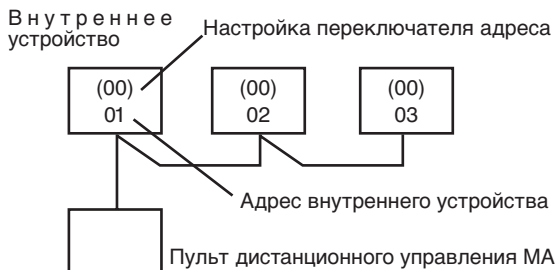 Внутреннее
устройство
Настройка переключателя адреса
(00) (00) (00)
01 02 03
Адрес внутреннего устройства
Пульт дистанционного управления MA